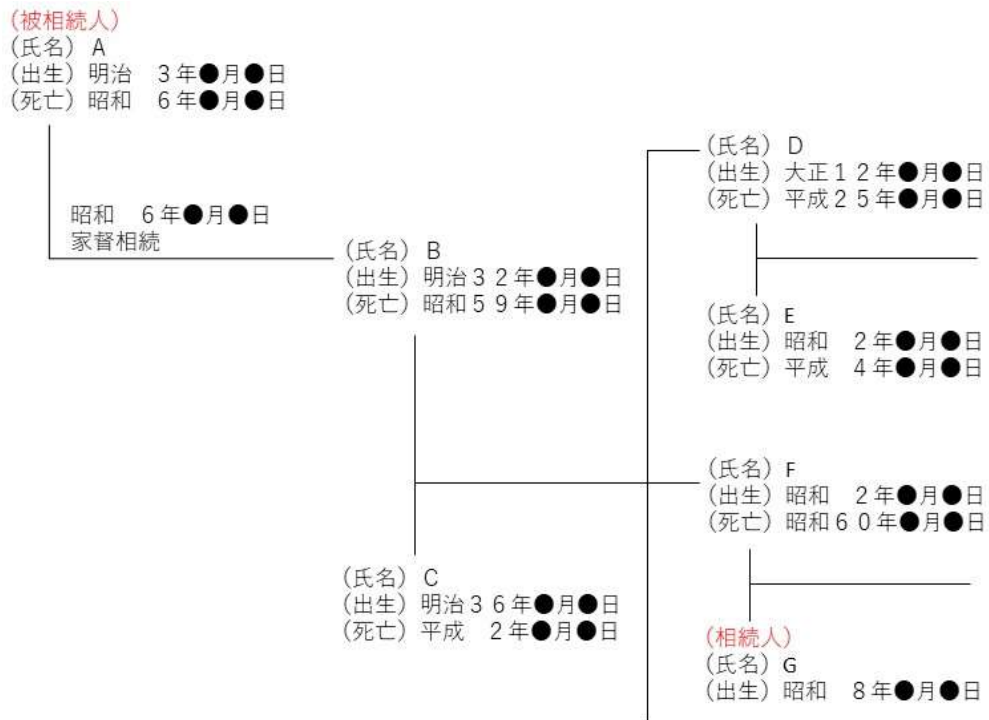 (被相続人)
(氏名) A
(出生) 明治　3年●月●日
(死亡) 昭和　6年●月●日
昭和　6年●月●日
家督相続
(氏名) B
(出生) 明治32年●月●日
(死亡) 昭和59年●月●日
(氏名) C
(出生) 明治36年●月●日
(死亡) 平成　2年●月●日
(氏名) D
(出生) 大正12年●月●日
(死亡) 平成25年●月●日
(氏名) E
(出生) 昭和　2年●月●日
(死亡) 平成　4年●月●日
(氏名) F
(出生) 昭和　2年●月●日
(死亡) 昭和60年●月●日
(相続人)
(氏名) G
(出生) 昭和　8年●月●日